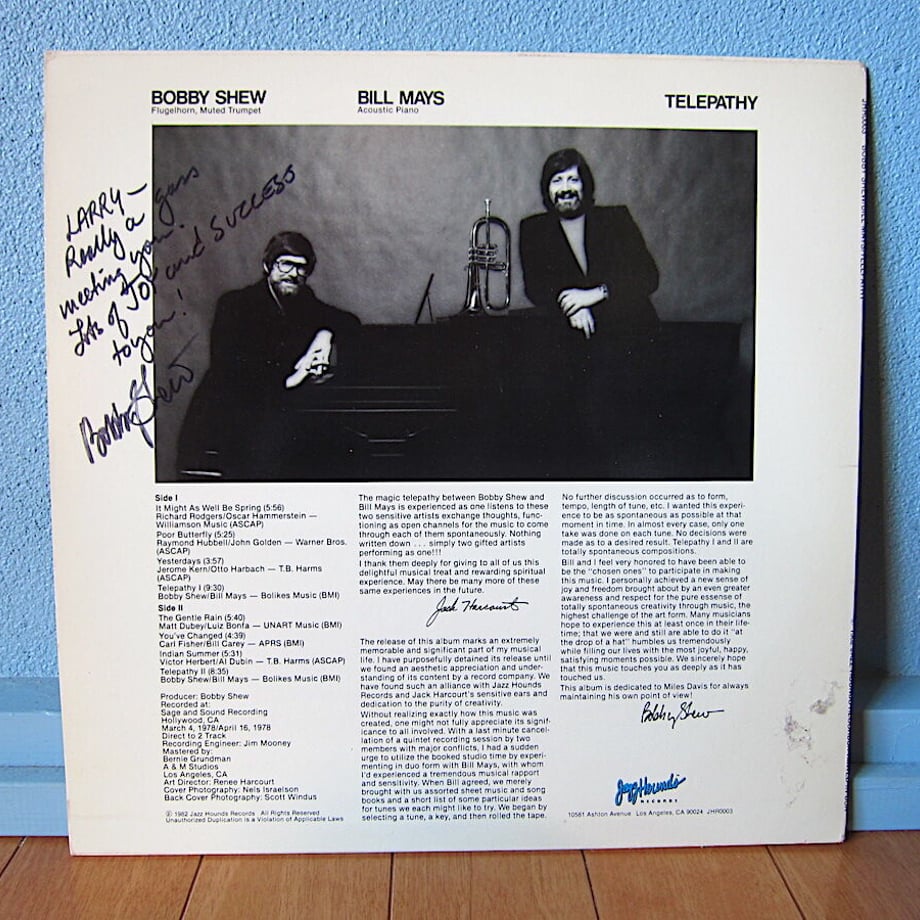 BOBBY SHEW
Flugelhorn, Muted Trumpet
BILL MAYS
Acoustic Piano
TELEPATHY
LARRY –
Really a gass
meeting you!
Lots of JOY and SUCCESS
to you!
Bobby Shew
Side I
It Might As Well Be Spring (5:56)
Richard Rodgers/Oscar Hammerstein —
Williamson Music (ASCAP)
Poor Butterfly (5:25)
Raymond Hubbell/John Golden — Warner Bros.
(ASCAP)
Yesterdays (3:57)
Jerome Kern/Otto Harbach — T.B. Harms
(ASCAP)
Telepathy I (9:30)
Bobby Shew/Bill Mays — Bolikes Music (BMI)
Side II
The Gentle Rain (5:40)
Matt Dubey/Luiz Bonfa — UNART Music (BMI)
You've Changed (4:39)
Carl Fisher/Bill Carey — APRS (BMI)
Indian Summer (5:31)
Victor Herbert/Al Dubin — T.B. Harms (ASCAP)
Telepathy II (8:35)
Bobby Shew/Bill Mays — Bolikes Music (BMI)
Producer: Bobby Shew
Recorded at:
Sage and Sound Recording
Hollywood, CA
March 4, 1978/April 16, 1978
Direct to 2 Track
Recording Engineer: Jim Mooney
Mastered by:
Bernie Grundman
A & M Studios
Los Angeles, CA
Art Director: Renee Harcourt
Cover Photography: Nels Israelson
Back Cover Photography: Scott Windus
℗ 1982 Jazz Hounds Records All Rights Reserved
Unauthorized Duplication is a Violation of Applicable Laws
The magic telepathy between Bobby Shew and
Bill Mays is experienced as one listens to these
two sensitive artists exchange thoughts, func-
tioning as open channels for the music to come
through each of them spontaneously. Nothing
written down . . . simply two gifted artists
performing as one!!!
I thank them deeply for giving to all of us this
delightful musical treat and rewarding spiritual
experience. May there be many more of these
same experiences in the future.
Jack Harcourt
The release of this album marks an extremely
memorable and significant part of my musical
life. I have purposefully detained its release until
we found an aesthetic appreciation and under-
standing of its content by a record company. We
have found such an alliance with Jazz Hounds
Records and Jack Harcourt's sensitive ears and
dedication to the purity of creativity.
Without realizing exactly how this music was
created, one might not fully appreciate its signif-
icance to all involved. With a last minute cancel-
lation of a quintet recording session by two
members with major conflicts, I had a sudden
urge to utilize the booked studio time by experi-
menting in duo form with Bill Mays, with whom
I'd experienced a tremendous musical rapport
and sensitivity. When Bill agreed, we merely
brought with us assorted sheet music and song
books and a short list of some particular ideas
for tunes we each might like to try. We began by
selecting a tune, a key, and then rolled the tape.
No further discussion occurred as to form,
tempo, length of tune, etc. I wanted this experi-
ence to be as spontaneous as possible at that
moment in time. In almost every case, only one
take was done on each tune. No decisions were
made as to a desired result. Telepathy I and II are
totally spontaneous compositions.
Bill and I feel very honored to have been able to
be the "chosen ones" to participate in making
this music. I personally achieved a new sense of
joy and freedom brought about by an even greater
awareness and respect for the pure essense of
totally spontaneous creativity through music, the
highest challenge of the art form. Many musicians
hope to experience this at least once in their life-
time; that we were and still are able to do it "at
the drop of a hat" humbles us tremendously
while filling our lives with the most joyful, happy,
satisfying moments possible. We sincerely hope
that this music touches you as deeply as it has
touched us.
This album is dedicated to Miles Davis for always
maintaining his own point of view!
Bobby Shew
Jazz Hounds
RECORDS
10561 Ashton Avenue Los Angeles, CA 90024 JHR0003